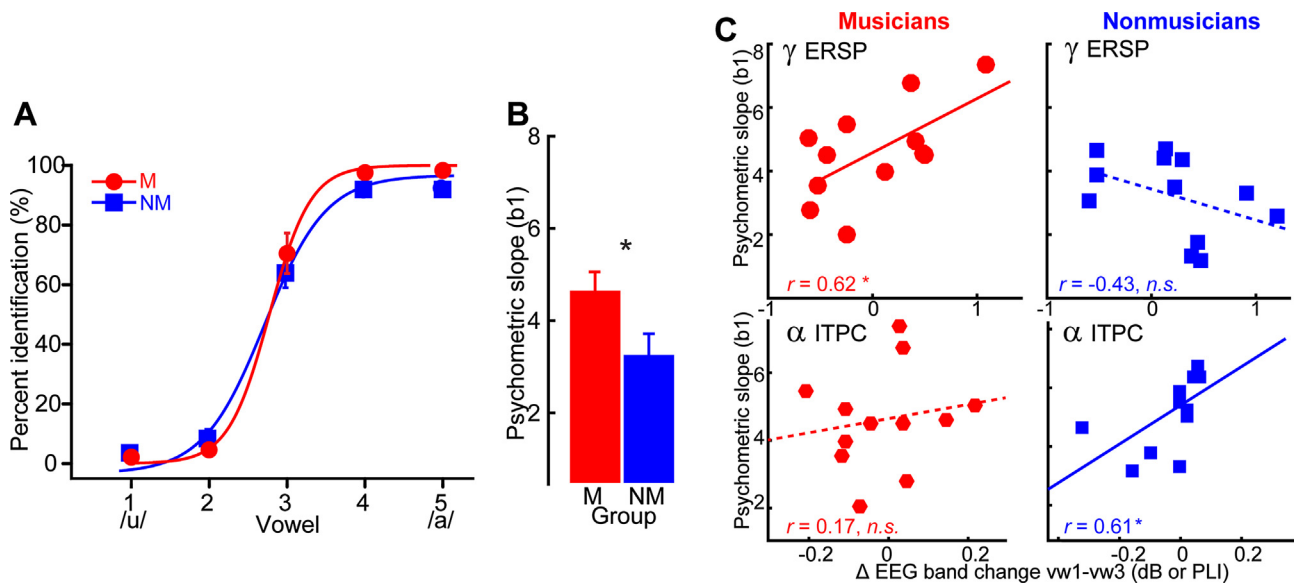 A
Percent identification (%)
100
80
60
40
20
0
M
NM
1 2 3 4 5
/u/ Vowel /a/
B
Psychometric slope (b1)
8
6
4
2
*
M NM
Group
C
Musicians
Nonmusicians
Psychometric slope (b1)
8
6
4
2
γ ERSP
r = 0.62 *
-1 0 1
γ ERSP
r = -0.43, n.s.
-1 0 1
Psychometric slope (b1)
6
4
2
α ITPC
r = 0.17, n.s.
-0.2 0 0.2
α ITPC
r = 0.61*
-0.2 0 0.2
Δ EEG band change vw1-vw3 (dB or PLI)